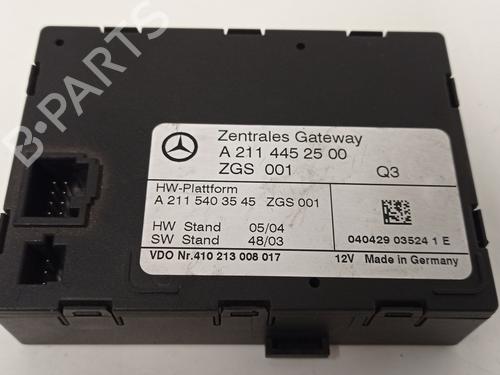 Zentrales Gateway
A 211 445 25 00
ZGS 001 Q3
HW-Plattform
A 211 540 35 45 ZGS 001
HW Stand 05/04
SW Stand 48/03
040429 03524 1 E
VDO Nr.410 213 008 017 12V Made in Germany